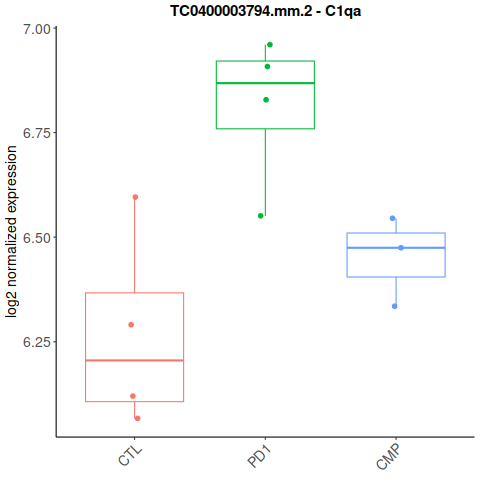 TC0400003794.mm.2 - C1qa
7.00
6.75
6.50
6.25
log2 normalized expression
CTL
PD1
CMP